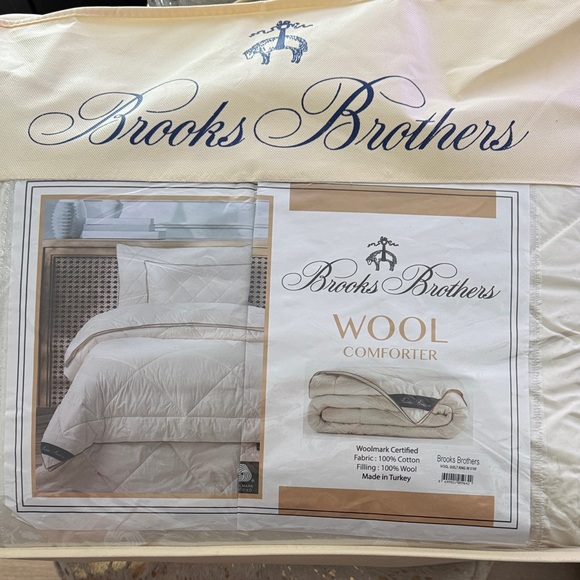 Brooks Brothers
Brooks Brothers
WOOL
COMFORTER
Woolmark Certified
Fabric : 100% Cotton
Filling : 100% Wool
Made in Turkey
Brooks Brothers